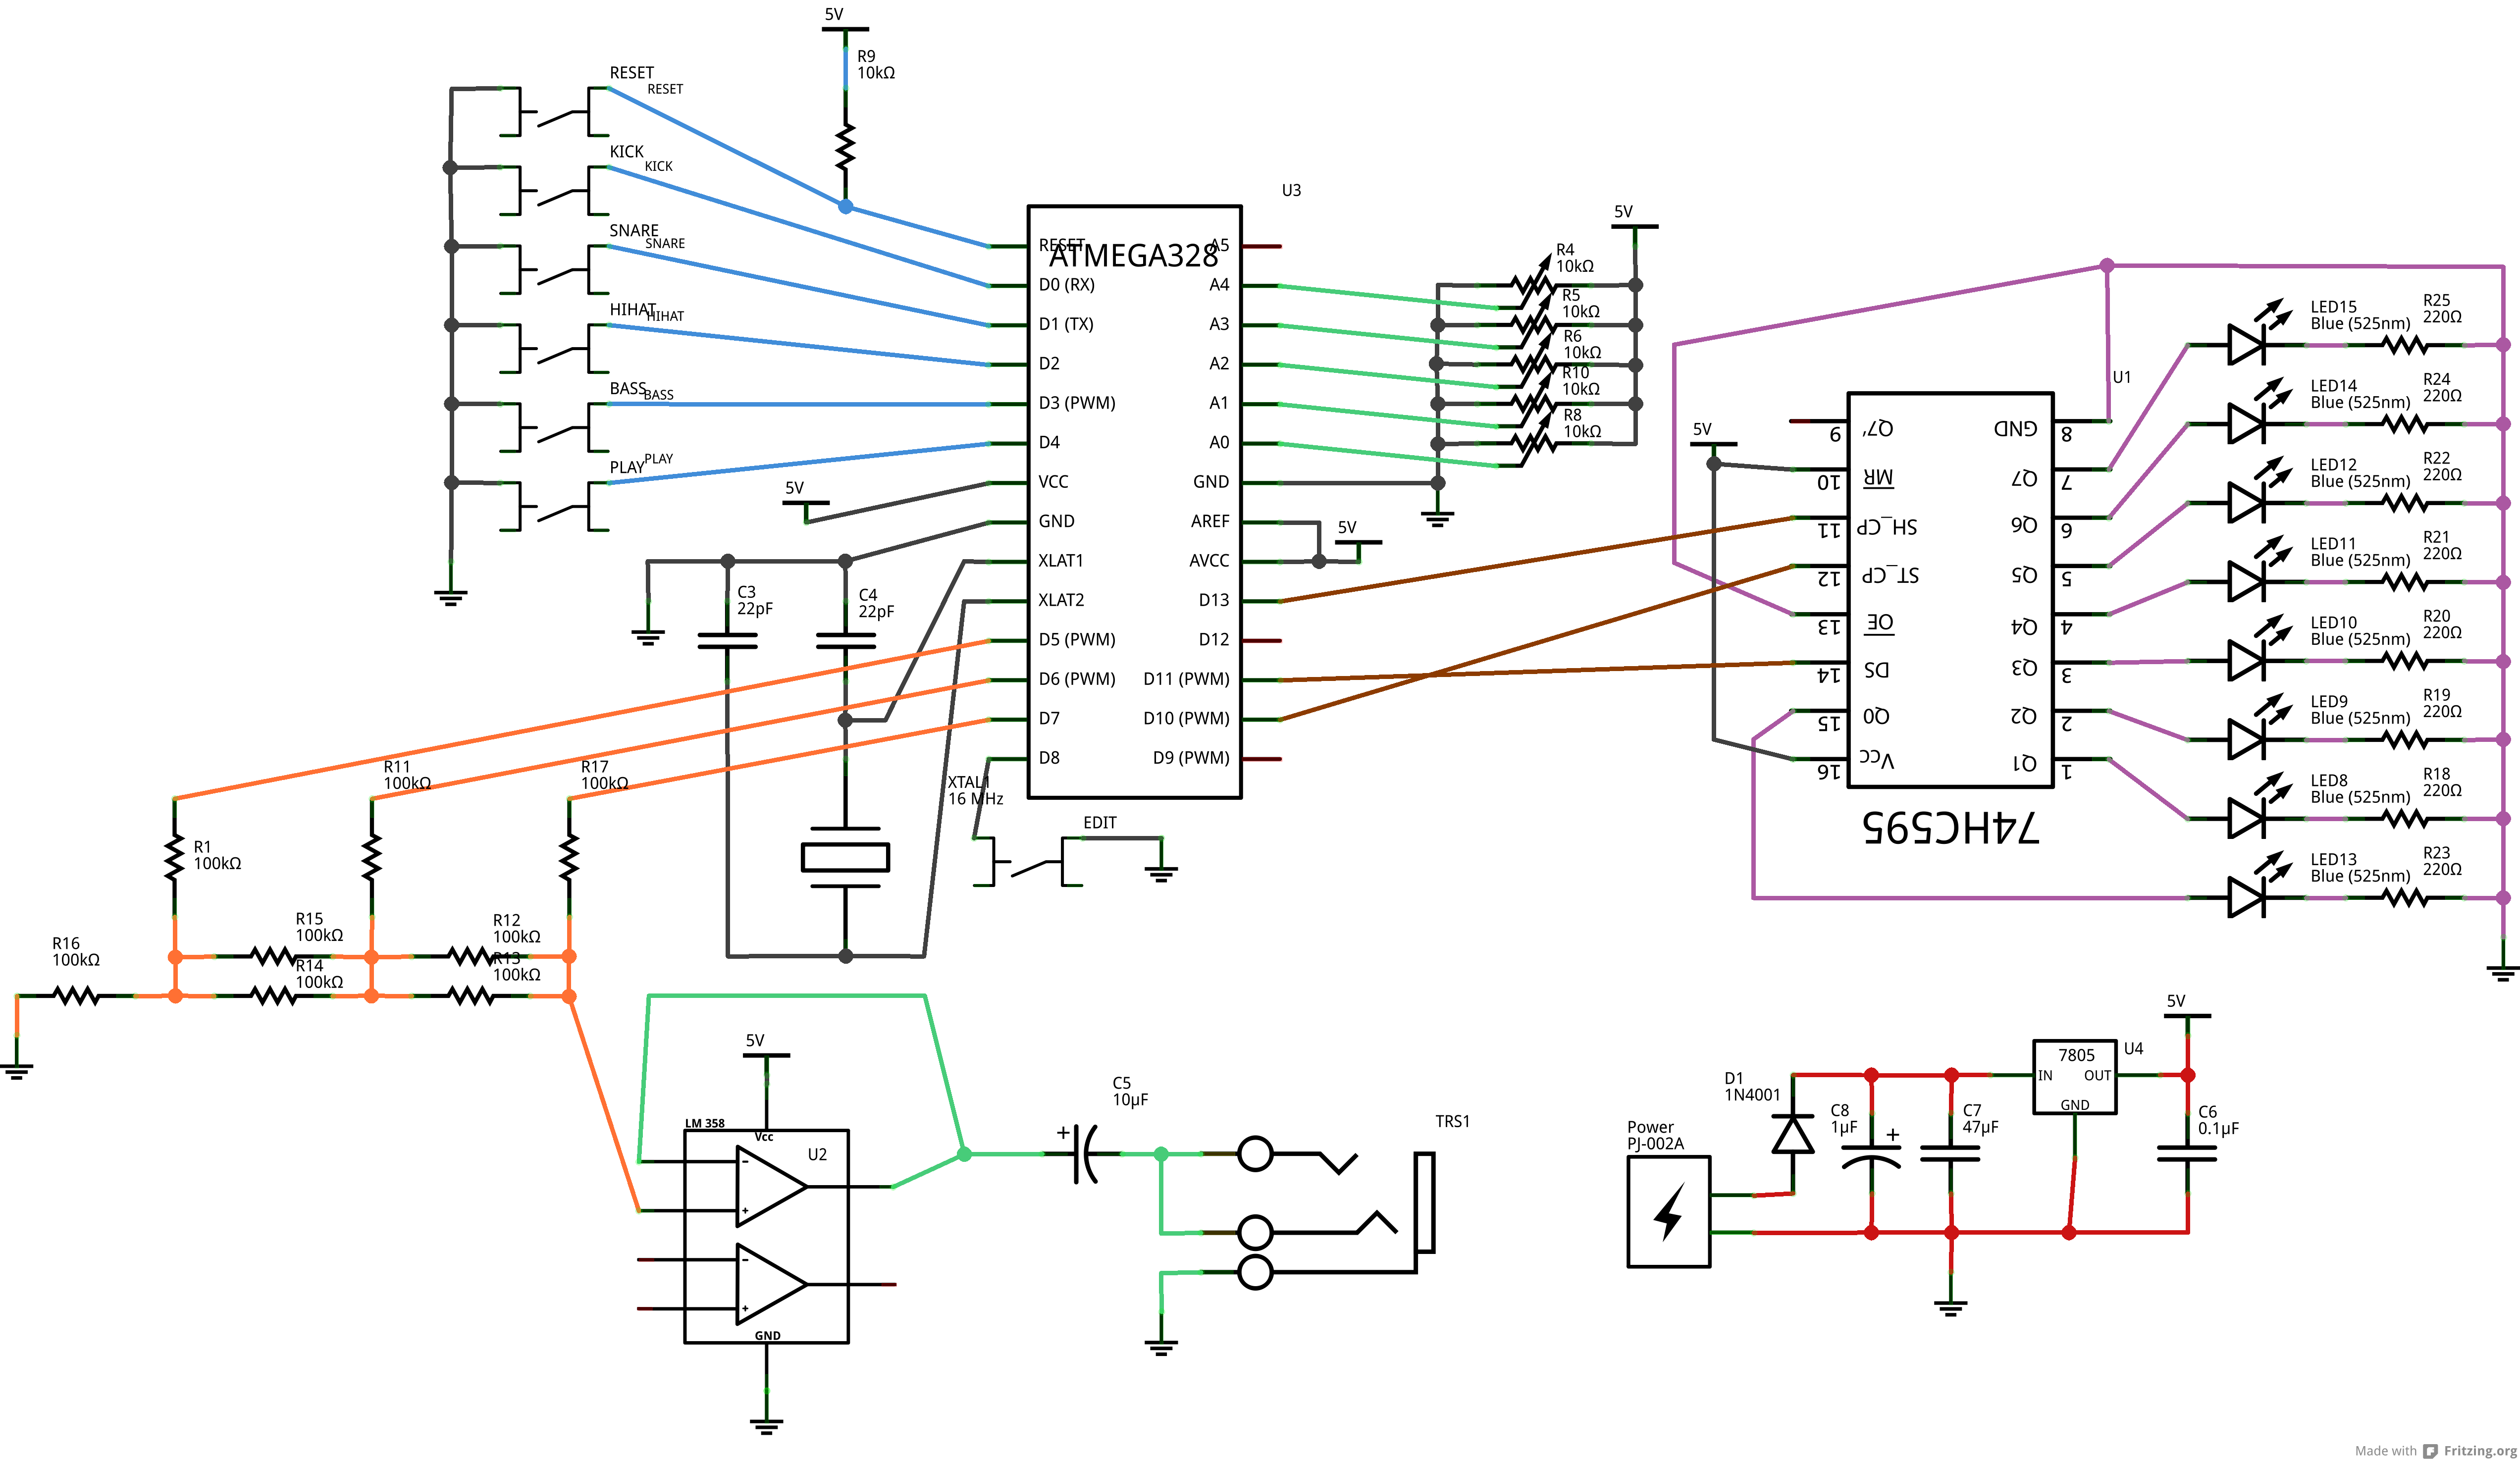 5V
R9
10kΩ
RESET
RESET
KICK
KICK
SNARE
SNARE
HIHAT
HIHAT
BASS
BASS
PLAY
PLAY
U3
ATMEGA328
RESET
D0 (RX)
D1 (TX)
D2
D3 (PWM)
D4
VCC
GND
XLAT1
XLAT2
D5 (PWM)
D6 (PWM)
D7
D8
A5
A4
A3
A2
A1
A0
GND
AREF
AVCC
D13
D12
D11 (PWM)
D10 (PWM)
D9 (PWM)
5V
5V
5V
R4
10kΩ
R5
10kΩ
R6
10kΩ
R10
10kΩ
R8
10kΩ
C3
22pF
C4
22pF
XTAL1
16 MHz
EDIT
5V
U1
9
10
11
12
13
14
15
16
Q7'
MR
SH_CP
ST_CP
OE
DS
Q0
Vcc
GND
Q7
Q6
Q5
Q4
Q3
Q2
Q1
8
7
6
5
4
3
2
1
74HC595
LED15
Blue (525nm)
R25
220Ω
LED14
Blue (525nm)
R24
220Ω
LED12
Blue (525nm)
R22
220Ω
LED11
Blue (525nm)
R21
220Ω
LED10
Blue (525nm)
R20
220Ω
LED9
Blue (525nm)
R19
220Ω
LED8
Blue (525nm)
R18
220Ω
LED13
Blue (525nm)
R23
220Ω
R11
100kΩ
R17
100kΩ
R1
100kΩ
R16
100kΩ
R15
100kΩ
R14
100kΩ
R12
100kΩ
R13
100kΩ
5V
LM 358
Vcc
U2
−
+
−
+
GND
C5
10μF
+
TRS1
Power
PJ-002A
D1
1N4001
C8
1μF
+
C7
47μF
7805
IN
OUT
GND
U4
5V
C6
0.1μF
Made with Fritzing.org